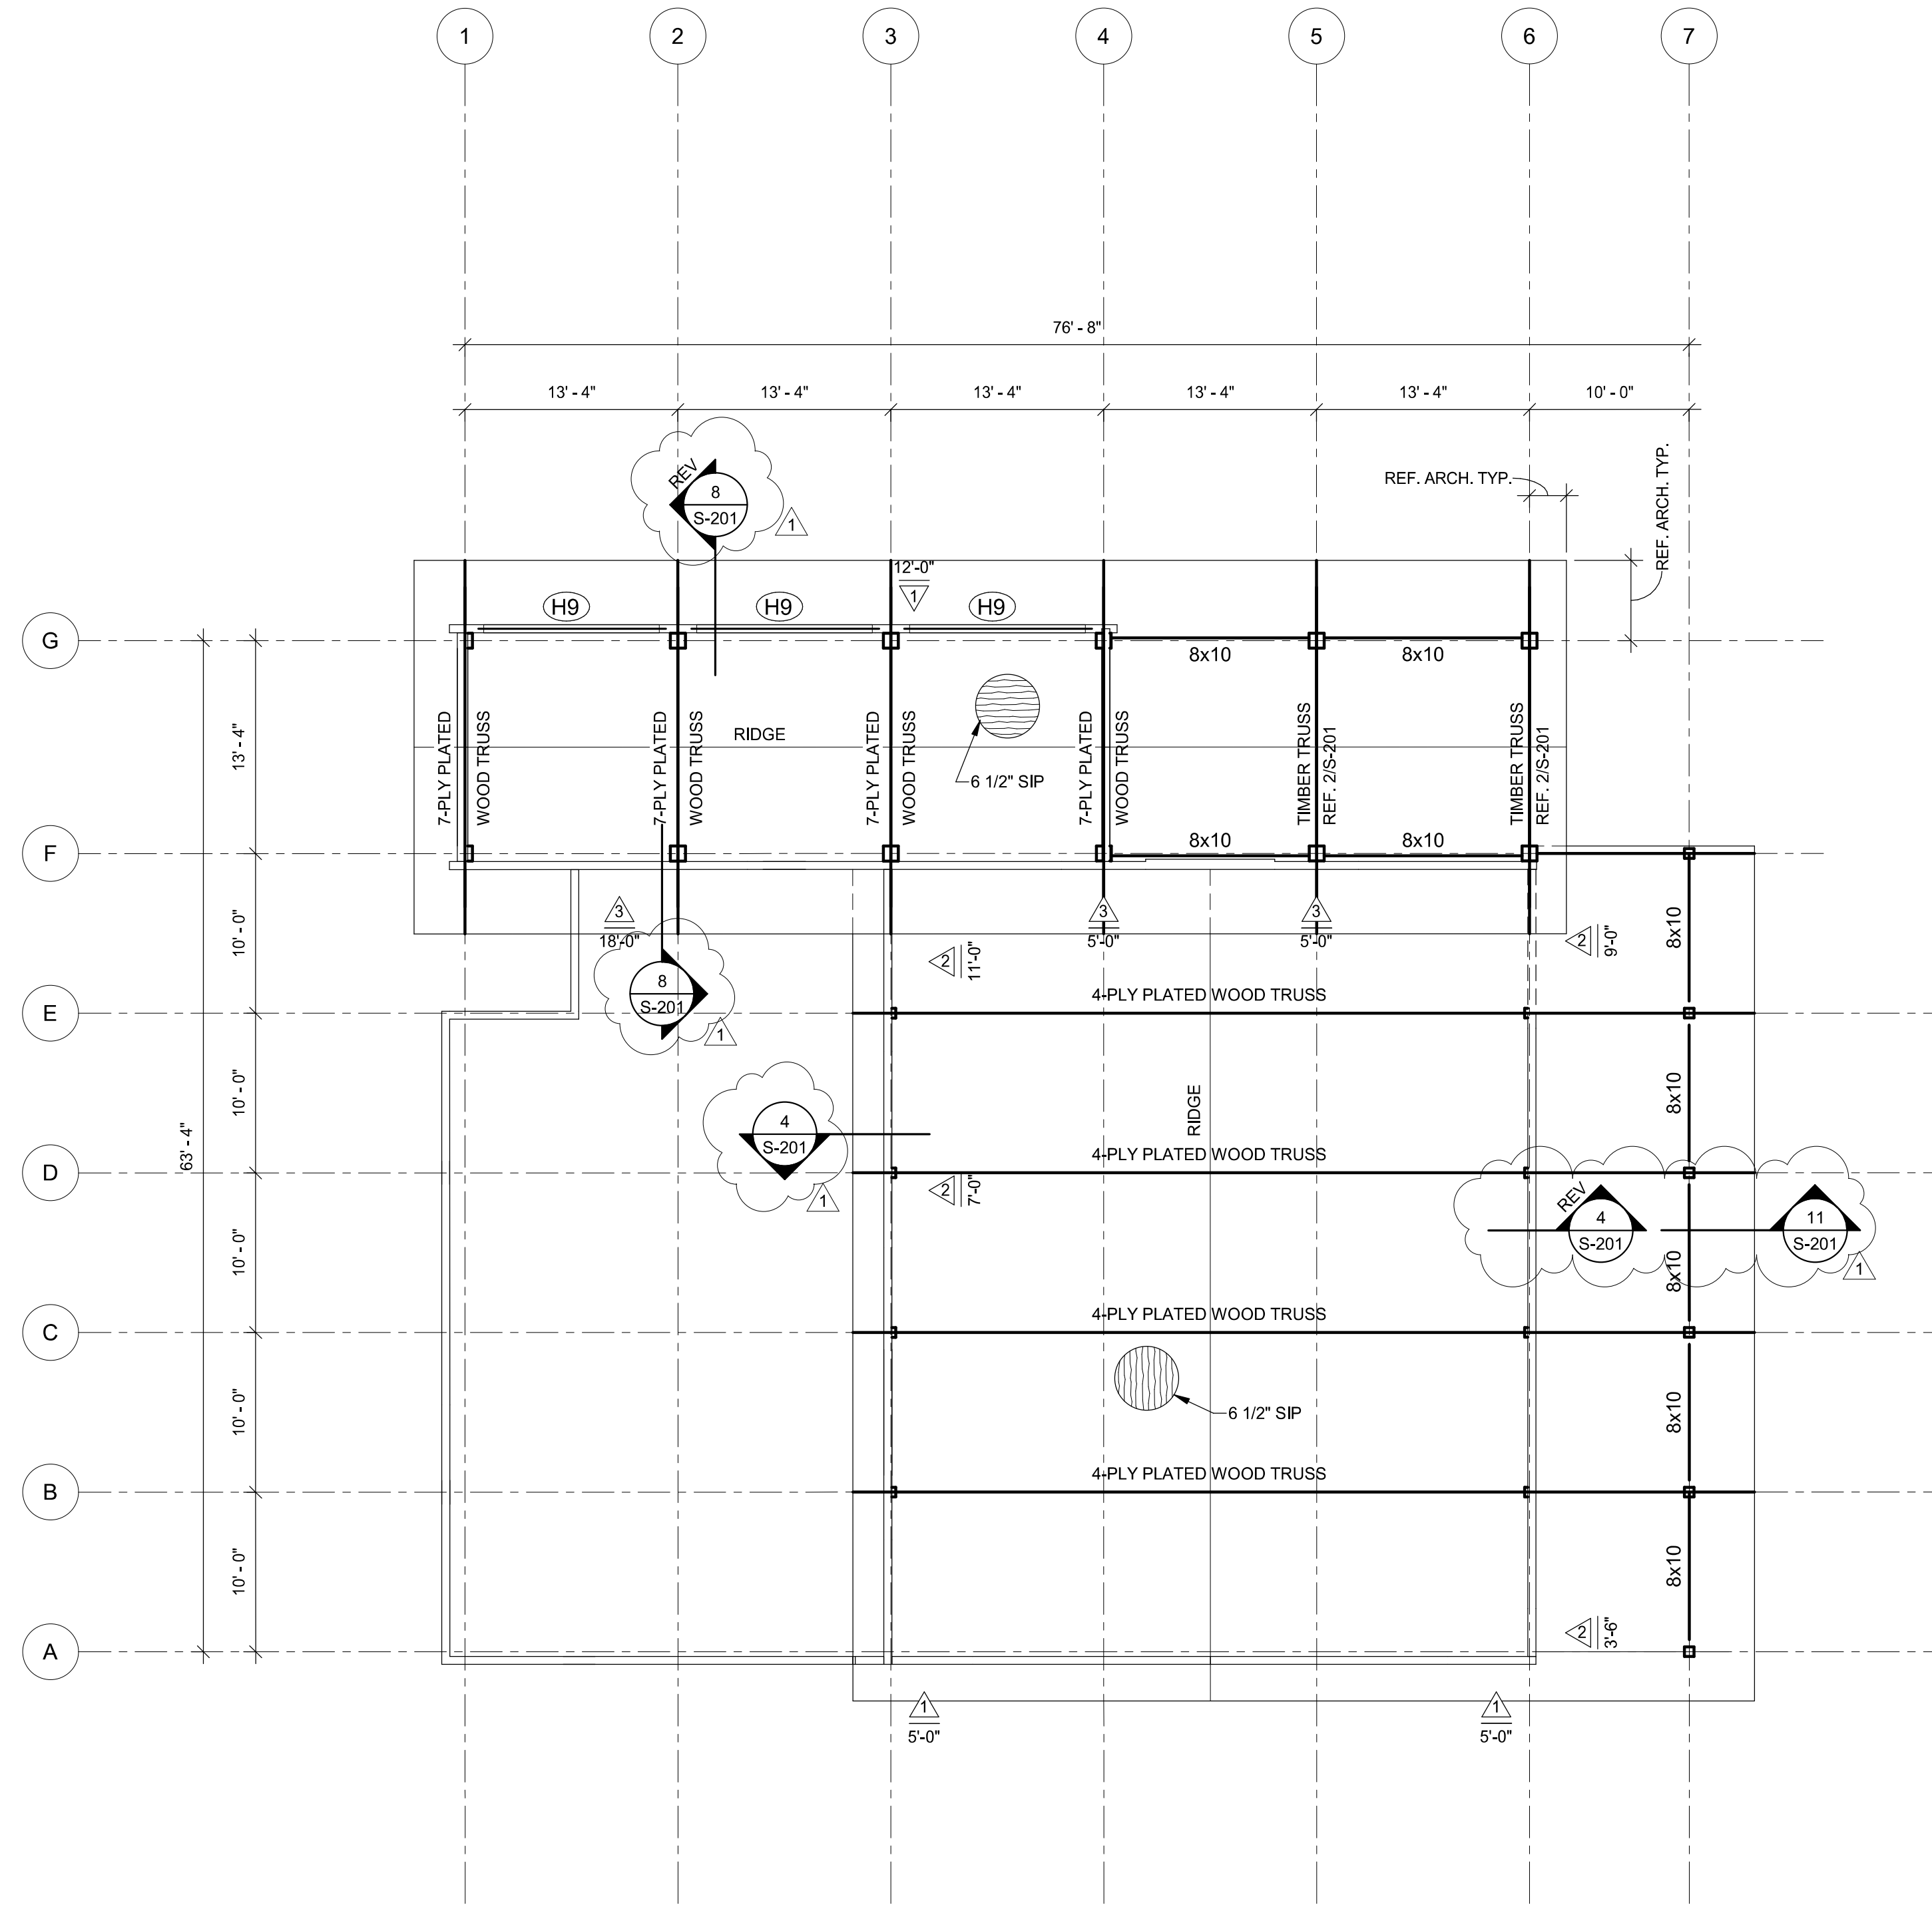 1
2
3
4
5
6
7
76' - 8"
13' - 4"
13' - 4"
13' - 4"
13' - 4"
13' - 4"
10' - 0"
REF. ARCH. TYP.
REF. ARCH. TYP.
REV
8
S-201
1
12'-0"
1
H9
H9
H9
G
8x10
8x10
13' - 4"
7-PLY PLATED
WOOD TRUSS
7-PLY PLATED
WOOD TRUSS
RIDGE
7-PLY PLATED
WOOD TRUSS
6 1/2" SIP
7-PLY PLATED
WOOD TRUSS
TIMBER TRUSS
REF. 2/S-201
TIMBER TRUSS
REF. 2/S-201
8x10
8x10
F
10' - 0"
3
18'-0"
3
5'-0"
3
5'-0"
2
11'-0"
2
9'-0"
8x10
8
S-201
1
4-PLY PLATED WOOD TRUSS
E
10' - 0"
63' - 4"
4
S-201
1
RIDGE
8x10
4-PLY PLATED WOOD TRUSS
D
2
7'-0"
REV
4
S-201
11
S-201
1
10' - 0"
8x10
4-PLY PLATED WOOD TRUSS
C
6 1/2" SIP
10' - 0"
8x10
4-PLY PLATED WOOD TRUSS
B
10' - 0"
8x10
2
3'-6"
A
1
5'-0"
1
5'-0"